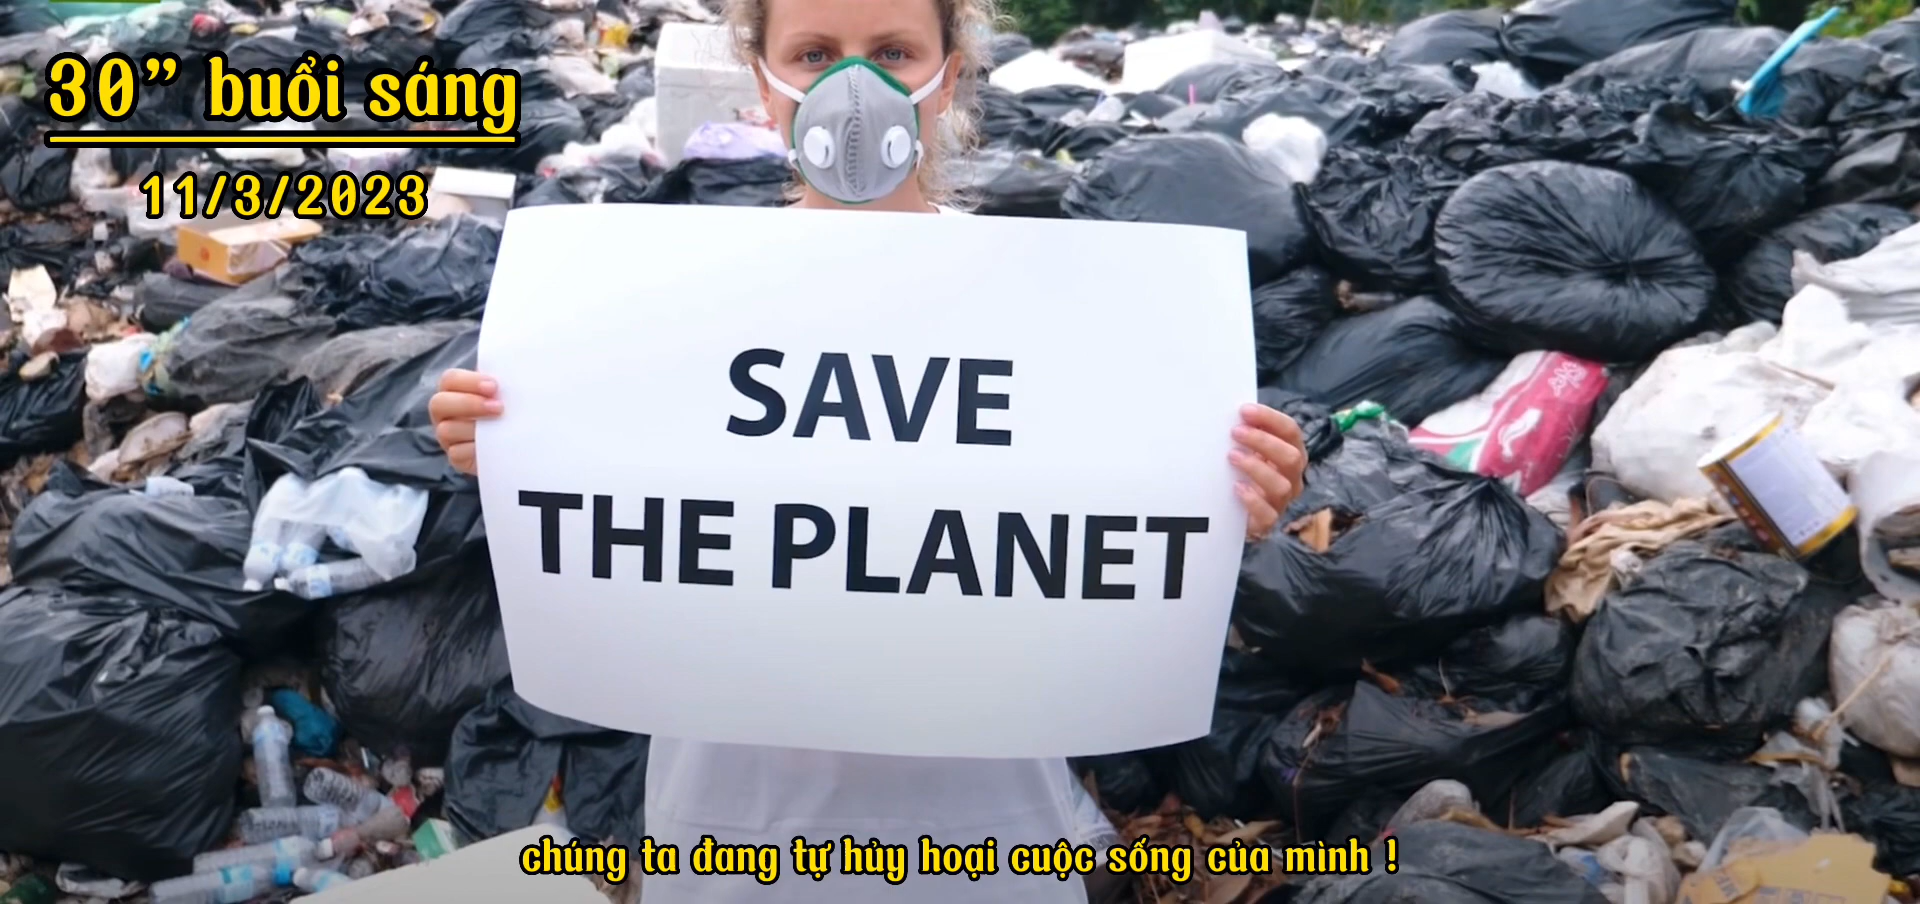 30” buổi sáng
11/3/2023
SAVE
THE PLANET
chúng ta đang tự hủy hoại cuộc sống của mình !